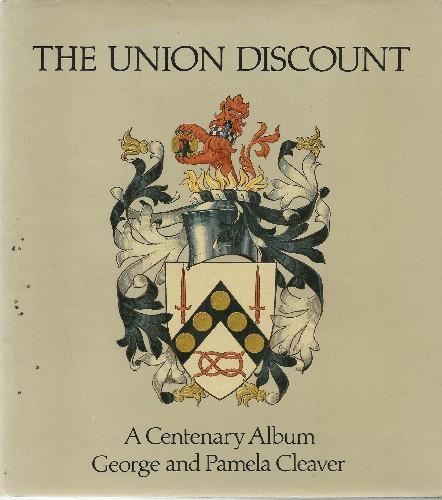 THE UNION DISCOUNT
A Centenary Album
George and Pamela Cleaver